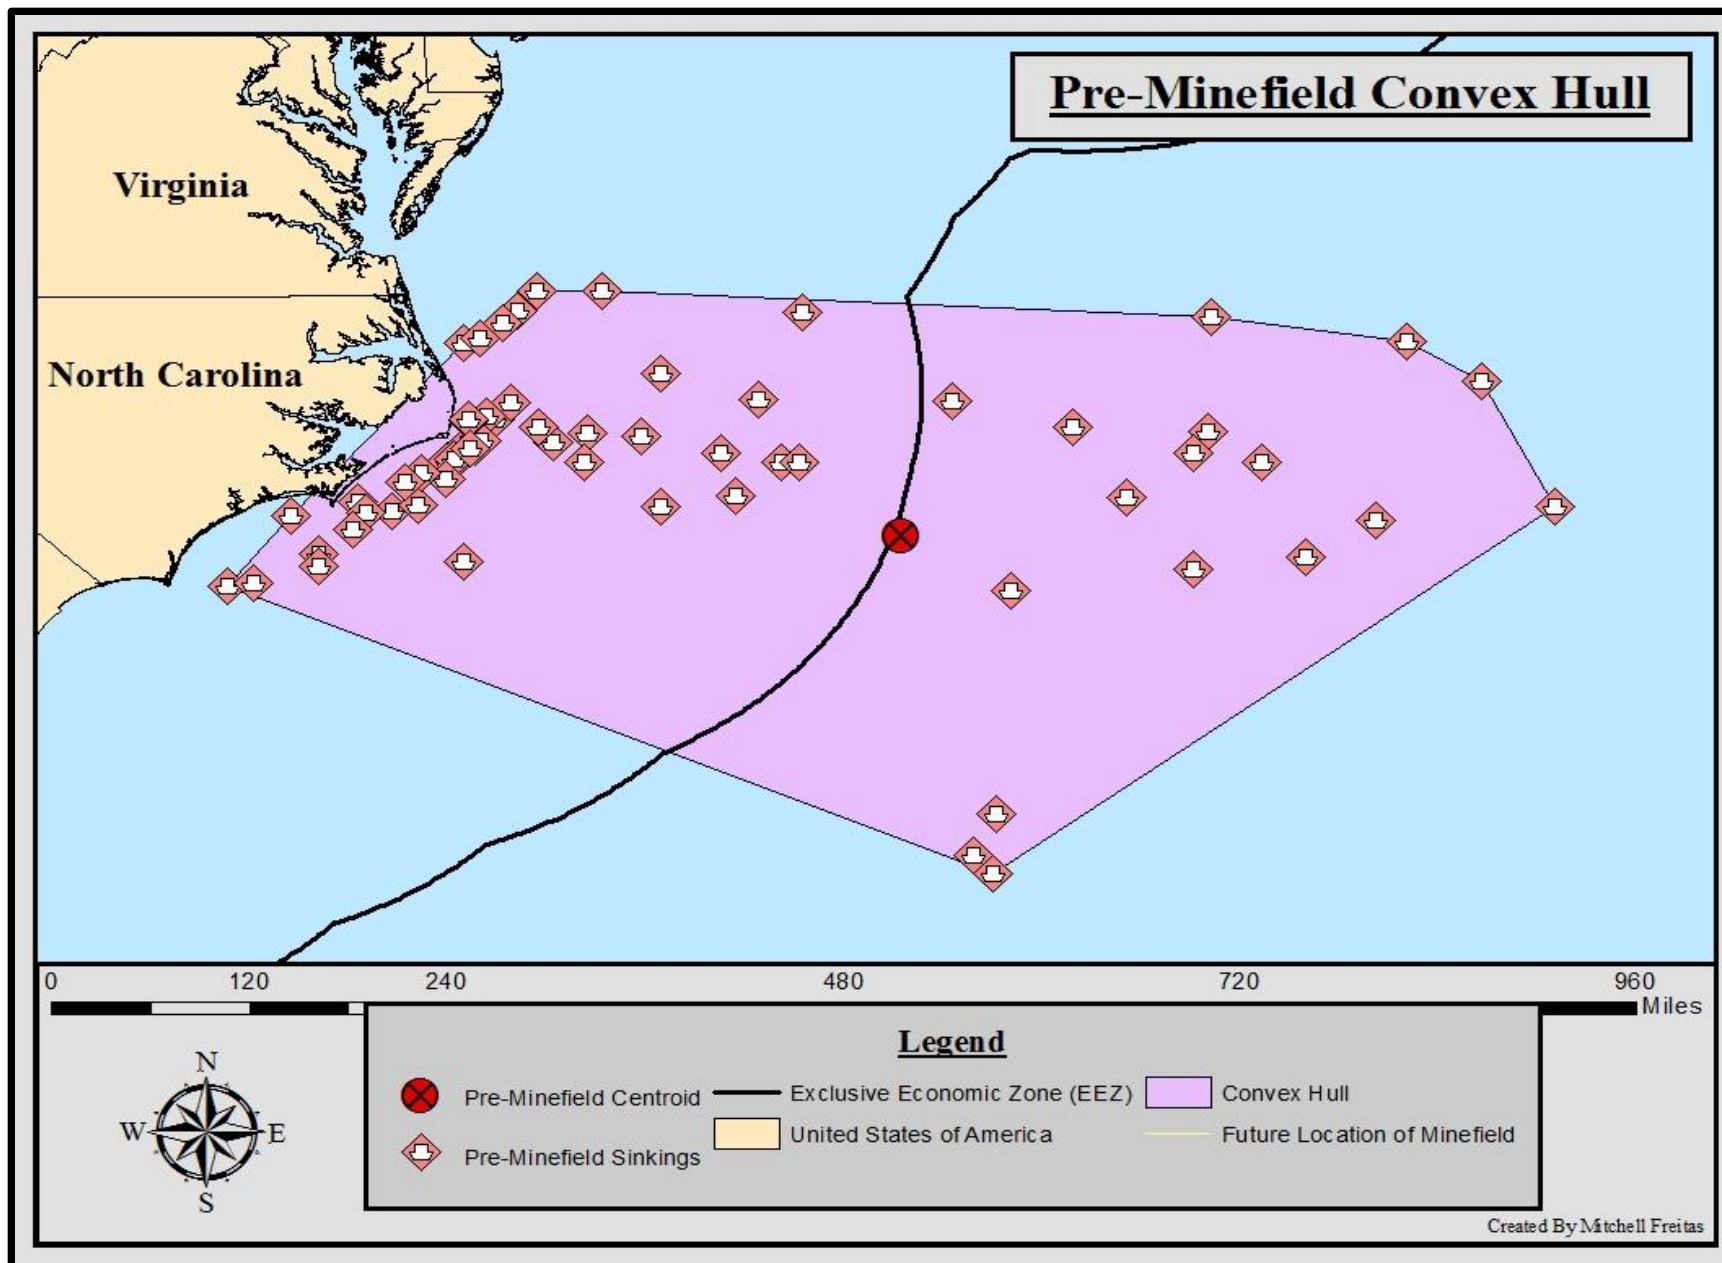 Pre-Minefield Convex Hull
Virginia
North Carolina
0 120 240 480 720 960
Miles
Legend
Pre-Minefield Centroid
Exclusive Economic Zone (EEZ)
Convex Hull
United States of America
Future Location of Minefield
Pre-Minefield Sinkings
N
W E
S
Created By Mitchell Freitas